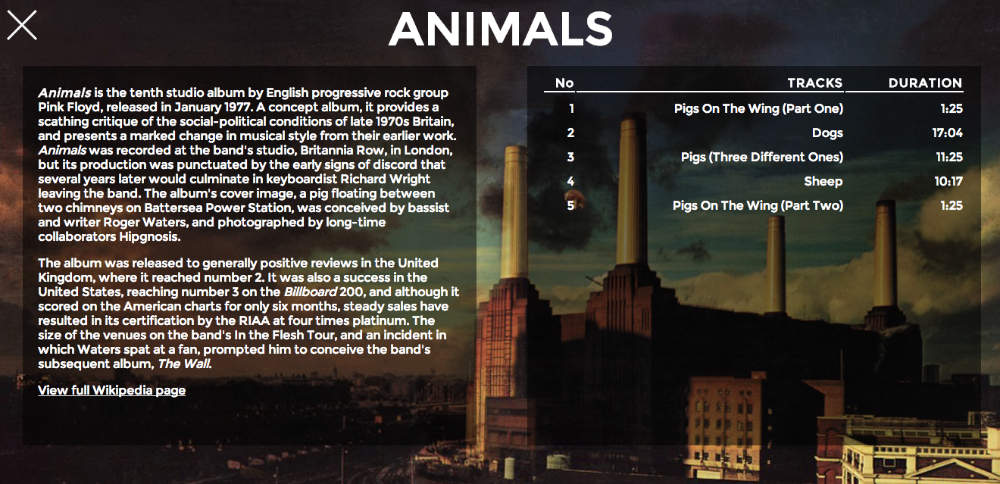 ANIMALS
Animals is the tenth studio album by English progressive rock group
Pink Floyd, released in January 1977. A concept album, it provides a
scathing critique of the social-political conditions of late 1970s Britain,
and presents a marked change in musical style from their earlier work.
Animals was recorded at the band's studio, Britannia Row, in London,
but its production was punctuated by the early signs of discord that
several years later would culminate in keyboardist Richard Wright
leaving the band. The album's cover image, a pig floating between
two chimneys on Battersea Power Station, was conceived by bassist
and writer Roger Waters, and photographed by long-time
collaborators Hipgnosis.
The album was released to generally positive reviews in the United
Kingdom, where it reached number 2. It was also a success in the
United States, reaching number 3 on the Billboard 200, and although it
scored on the American charts for only six months, steady sales have
resulted in its certification by the RIAA at four times platinum. The
size of the venues on the band's In the Flesh Tour, and an incident in
which Waters spat at a fan, prompted him to conceive the band's
subsequent album, The Wall.
View full Wikipedia page
No TRACKS DURATION
1 Pigs On The Wing (Part One) 1:25
2 Dogs 17:04
3 Pigs (Three Different Ones) 11:25
4 Sheep 10:17
5 Pigs On The Wing (Part Two) 1:25